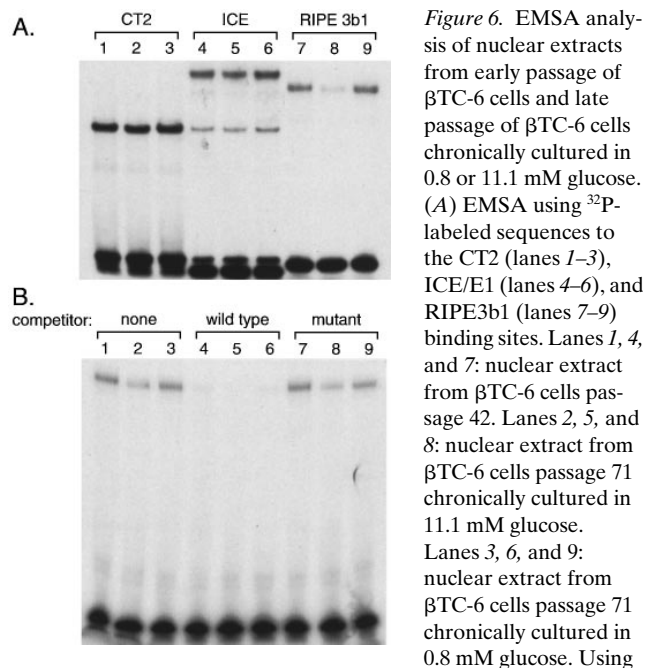 A.
CT2 ICE RIPE 3b1
1 2 3 4 5 6 7 8 9
B.
competitor: none wild type mutant
1 2 3 4 5 6 7 8 9
Figure 6. EMSA analy-
sis of nuclear extracts
from early passage of
βTC-6 cells and late
passage of βTC-6 cells
chronically cultured in
0.8 or 11.1 mM glucose.
(A) EMSA using ³²P-
labeled sequences to
the CT2 (lanes 1–3),
ICE/E1 (lanes 4–6), and
RIPE3b1 (lanes 7–9)
binding sites. Lanes 1, 4,
and 7: nuclear extract
from βTC-6 cells pas-
sage 42. Lanes 2, 5, and
8: nuclear extract from
βTC-6 cells passage 71
chronically cultured in
11.1 mM glucose.
Lanes 3, 6, and 9:
nuclear extract from
βTC-6 cells passage 71
chronically cultured in
0.8 mM glucose. Using